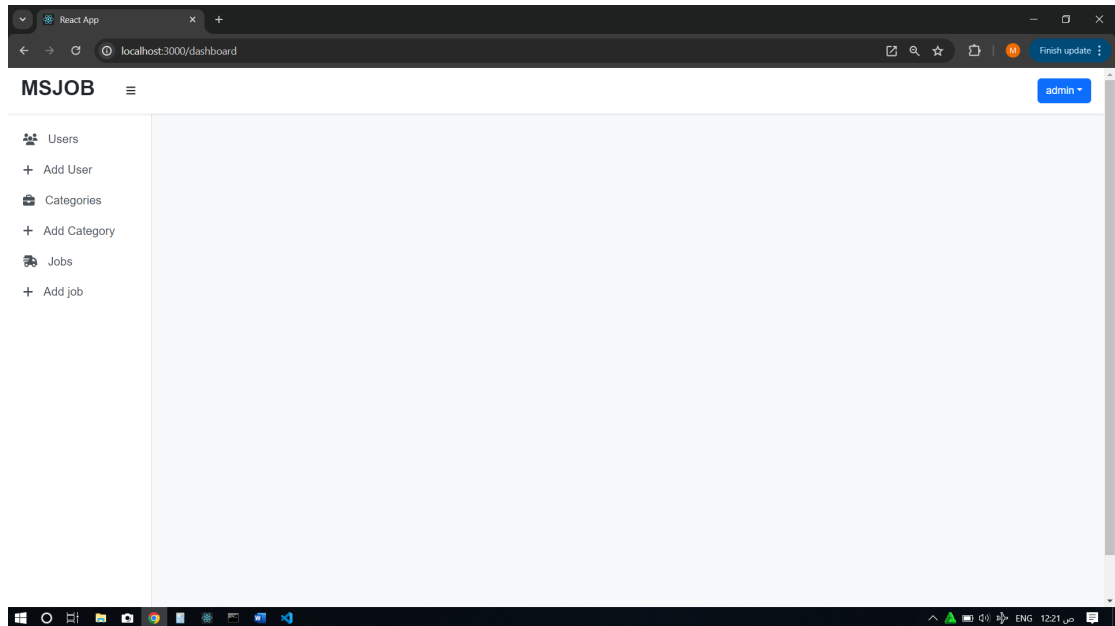 React App
localhost:3000/dashboard
M
Finish update
MSJOB
admin
Users
Add User
Categories
Add Category
Jobs
Add job
ENG 12:21 ص